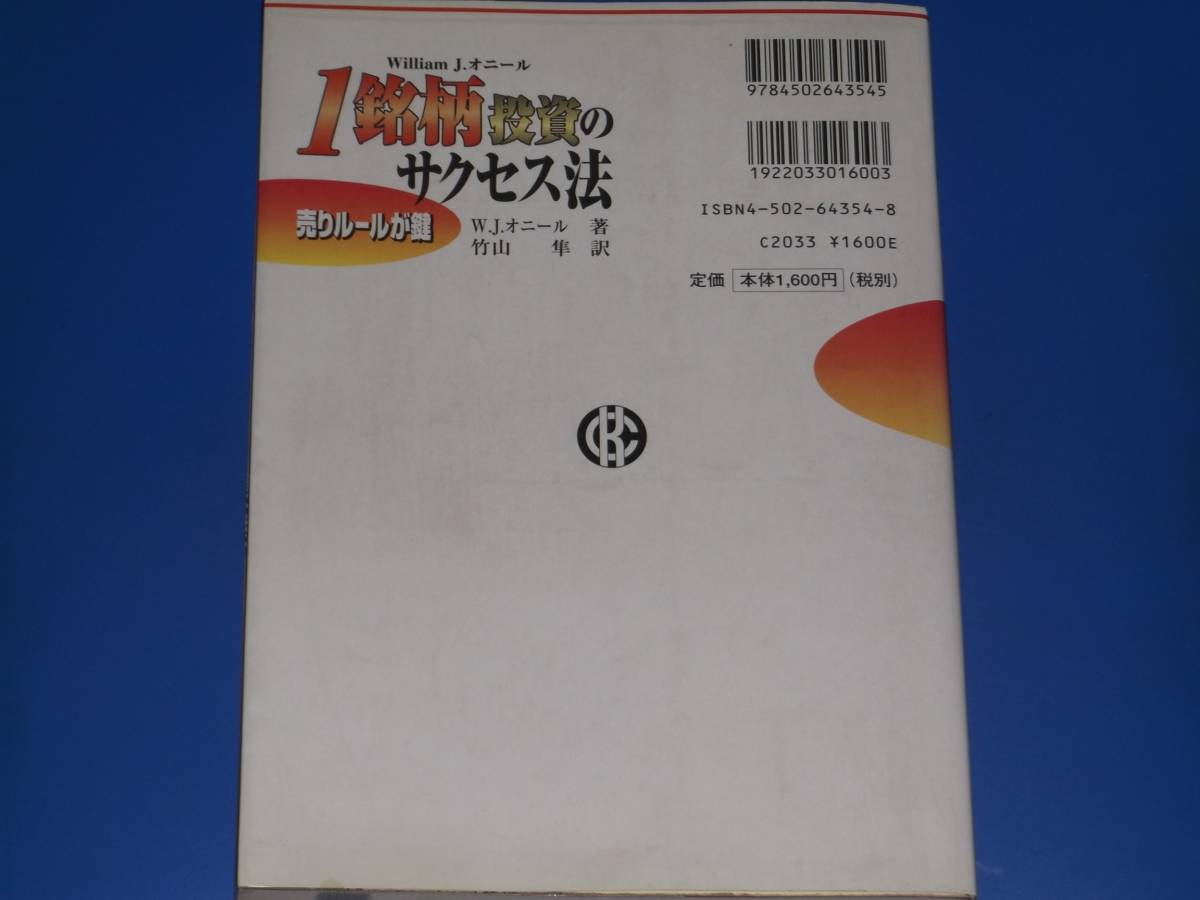 William J.オニール
1銘柄投資の
サクセス法
売りルールが鍵
W.J.オニール 著
竹山 隼 訳
9784502643545
1922033016003
ISBN4-502-64354-8
C2033 ¥1600E
定価 本体1,600円 (税別)